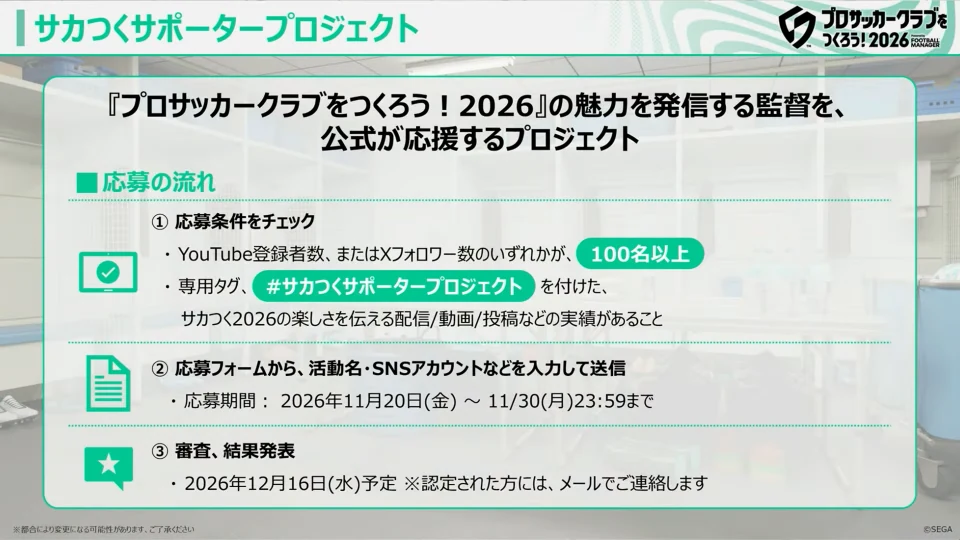 サカつくサポータープロジェクト
プロサッカークラブを
つくろう!2026 Powered by FOOTBALL MANAGER
『プロサッカークラブをつくろう!2026』の魅力を発信する監督を、
公式が応援するプロジェクト
■応募の流れ
① 応募条件をチェック
・YouTube登録者数、またはXフォロワー数のいずれかが、 100名以上
・専用タグ、 #サカつくサポータープロジェクト を付けた、
サカつく2026の楽しさを伝える配信/動画/投稿などの実績があること
② 応募フォームから、活動名・SNSアカウントなどを入力して送信
・応募期間: 2026年11月20日(金) ~ 11/30(月)23:59まで
③ 審査、結果発表
・2026年12月16日(水)予定 ※認定された方には、メールでご連絡します
※都合により変更になる可能性があります、ご了承ください
©SEGA